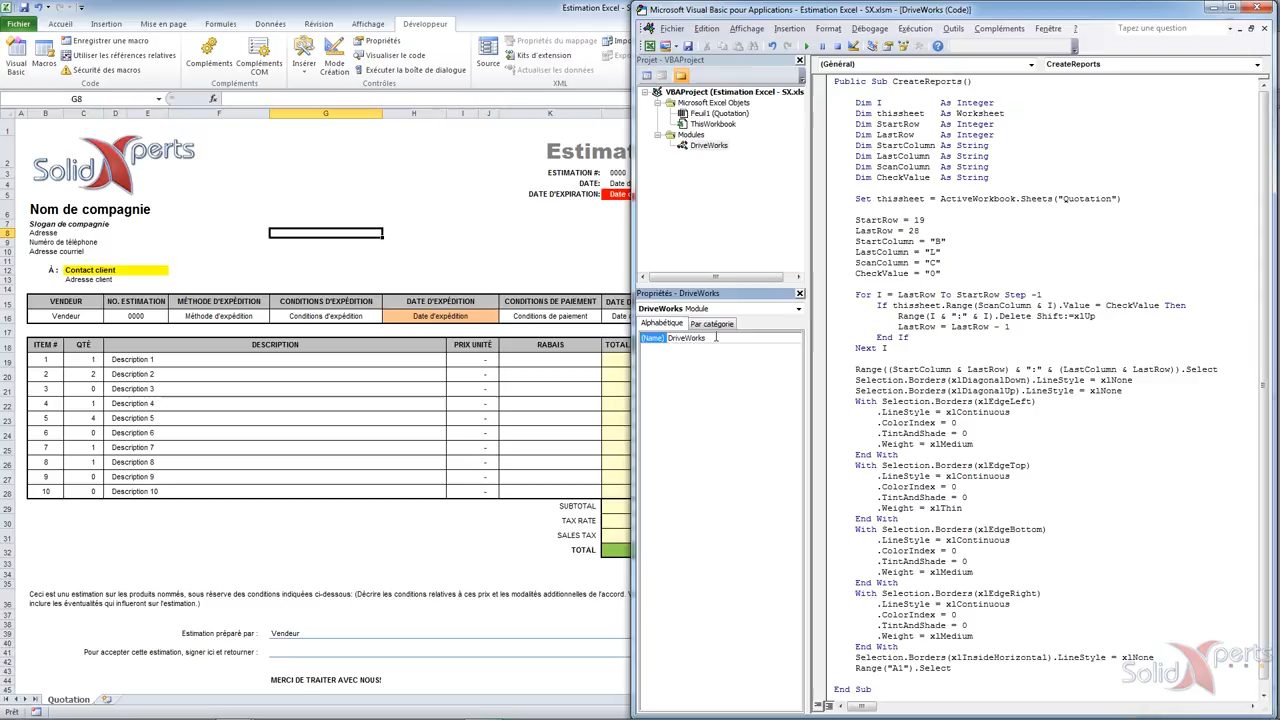 Estimation Excel - SX.xlsm
Fichier Accueil Insertion Mise en page Formules Données Révision Affichage Développeur
Visual Basic
Macros
Enregistrer une macro
Utiliser les références relatives
Sécurité des macros
Code
Compléments
Compléments COM
Compléments
Insérer
Mode Création
Propriétés
Visualiser le code
Exécuter la boîte de dialogue
Contrôles
Source
Propriétés du mappage
Kits d'extension
Actualiser les données
XML
G8
fx
B C D E F G H I J K
SolidXperts
Estimation
ESTIMATION #: 0000
DATE: Date d
DATE D'EXPIRATION: Date
Nom de compagnie
Slogan de compagnie
Adresse
Numéro de téléphone
Adresse courriel
À : Contact client
Adresse client
VENDEUR NO. ESTIMATION MÉTHODE D'EXPÉDITION CONDITIONS D'EXPÉDITION DATE D'EXPÉDITION CONDITIONS DE PAIEMENT DATE D
Vendeur 0000 Méthode d'expédition Conditions d'expédition Date d'expédition Conditions de paiement Date d
ITEM # QTÉ DESCRIPTION PRIX UNITÉ RABAIS TOTAL
1 1 Description 1 -
2 2 Description 2 -
3 0 Description 3 -
4 1 Description 4 -
5 4 Description 5 -
6 0 Description 6 -
7 1 Description 7 -
8 1 Description 8 -
9 0 Description 9 -
10 0 Description 10 -
SUBTOTAL
TAX RATE
SALES TAX
TOTAL
Ceci est unu estimation sur les produits nommés, sous réserve des conditions indiquées ci-dessous: (Décrire les conditions relatives à ces prix et les modalités additionelles de l'accord. V
inclure les éventualités qui influeront sur l'estimation.)
Estimation préparé par : Vendeur
Pour accepter cette estimation, signer ici et retourner :
MERCI DE TRAITER AVEC NOUS!
Quotation
Prêt
Microsoft Visual Basic pour Applications - Estimation Excel - SX.xlsm - [DriveWorks (Code)]
Fichier Edition Affichage Insertion Format Débogage Exécution Outils Compléments Fenêtre ?
Tapez une question
Projet - VBAProject
VBAProject (Estimation Excel - SX.xls
Microsoft Excel Objets
Feuil1 (Quotation)
ThisWorkbook
Modules
DriveWorks
Propriétés - DriveWorks
DriveWorks Module
Alphabétique Par catégorie
(Name) DriveWorks
(Général) CreateReports
Public Sub CreateReports()
Dim I As Integer
Dim thissheet As Worksheet
Dim StartRow As Integer
Dim LastRow As Integer
Dim StartColumn As String
Dim LastColumn As String
Dim ScanColumn As String
Dim CheckValue As String
Set thissheet = ActiveWorkbook.Sheets("Quotation")
StartRow = 19
LastRow = 28
StartColumn = "B"
LastColumn = "L"
ScanColumn = "C"
CheckValue = "0"
For I = LastRow To StartRow Step -1
If thissheet.Range(ScanColumn & I).Value = CheckValue Then
Range(I & ":" & I).Delete Shift:=xlUp
LastRow = LastRow - 1
End If
Next I
Range((StartColumn & LastRow) & ":" & (LastColumn & LastRow)).Select
Selection.Borders(xlDiagonalDown).LineStyle = xlNone
Selection.Borders(xlDiagonalUp).LineStyle = xlNone
With Selection.Borders(xlEdgeLeft)
.LineStyle = xlContinuous
.ColorIndex = 0
.TintAndShade = 0
.Weight = xlMedium
End With
With Selection.Borders(xlEdgeTop)
.LineStyle = xlContinuous
.ColorIndex = 0
.TintAndShade = 0
.Weight = xlThin
End With
With Selection.Borders(xlEdgeBottom)
.LineStyle = xlContinuous
.ColorIndex = 0
.TintAndShade = 0
.Weight = xlMedium
End With
With Selection.Borders(xlEdgeRight)
.LineStyle = xlContinuous
.ColorIndex = 0
.TintAndShade = 0
.Weight = xlMedium
End With
Selection.Borders(xlInsideHorizontal).LineStyle = xlNone
Range("A1").Select
End Sub
SolidXperts